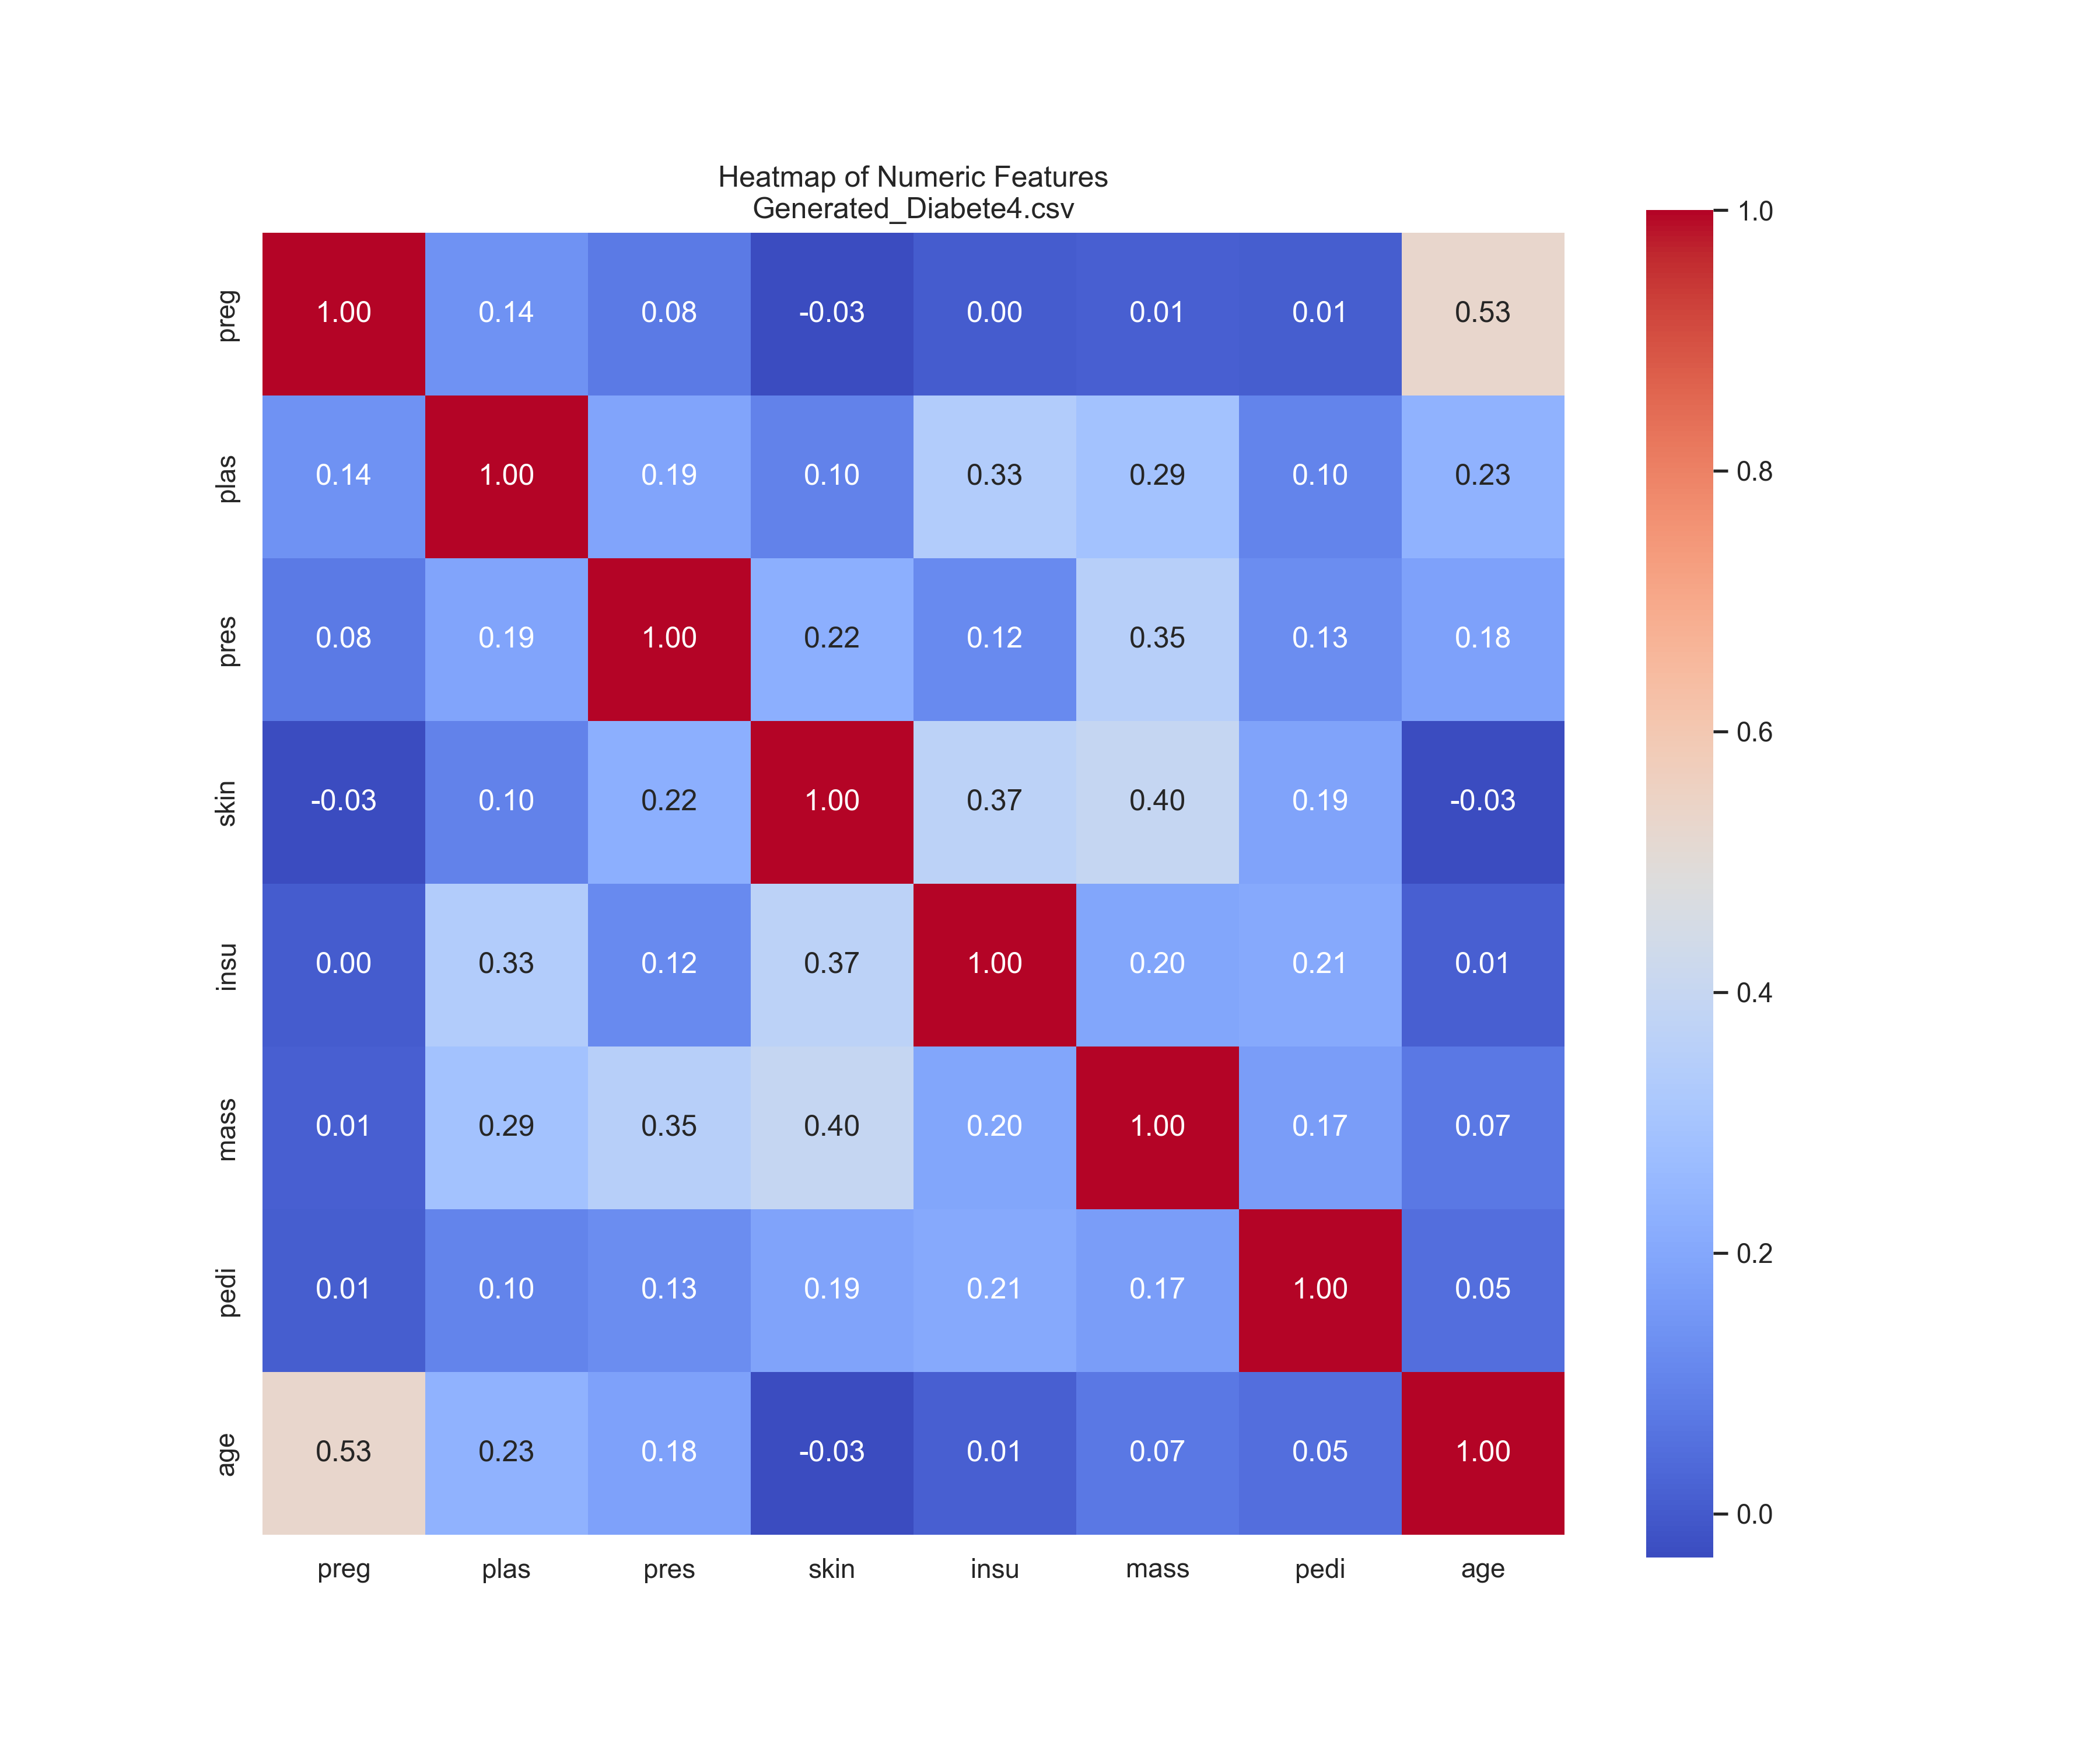 Heatmap of Numeric Features
Generated_Diabete4.csv
1.0
preg 1.00 0.14 0.08 -0.03 0.00 0.01 0.01 0.53
plas 0.14 1.00 0.19 0.10 0.33 0.29 0.10 0.23
0.8
pres 0.08 0.19 1.00 0.22 0.12 0.35 0.13 0.18
0.6
skin -0.03 0.10 0.22 1.00 0.37 0.40 0.19 -0.03
insu 0.00 0.33 0.12 0.37 1.00 0.20 0.21 0.01
0.4
mass 0.01 0.29 0.35 0.40 0.20 1.00 0.17 0.07
0.2
pedi 0.01 0.10 0.13 0.19 0.21 0.17 1.00 0.05
age 0.53 0.23 0.18 -0.03 0.01 0.07 0.05 1.00
0.0
preg plas pres skin insu mass pedi age